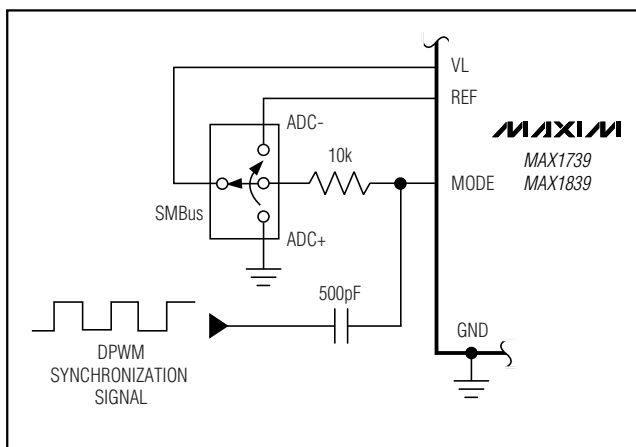 VL
REF
ADC-
MAXIM
10k
MAX1739
MAX1839
MODE
SMBus
ADC+
500pF
GND
DPWM
SYNCHRONIZATION
SIGNAL